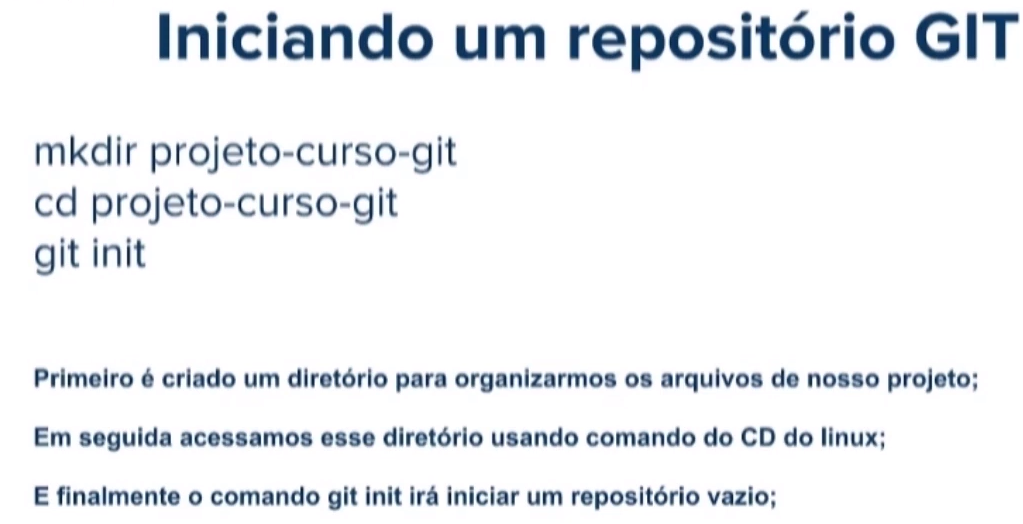 Iniciando um repositório GIT
mkdir projeto-curso-git
cd projeto-curso-git
git init
Primeiro é criado um diretório para organizarmos os arquivos de nosso projeto;
Em seguida acessamos esse diretório usando comando do CD do linux;
E finalmente o comando git init irá iniciar um repositório vazio;